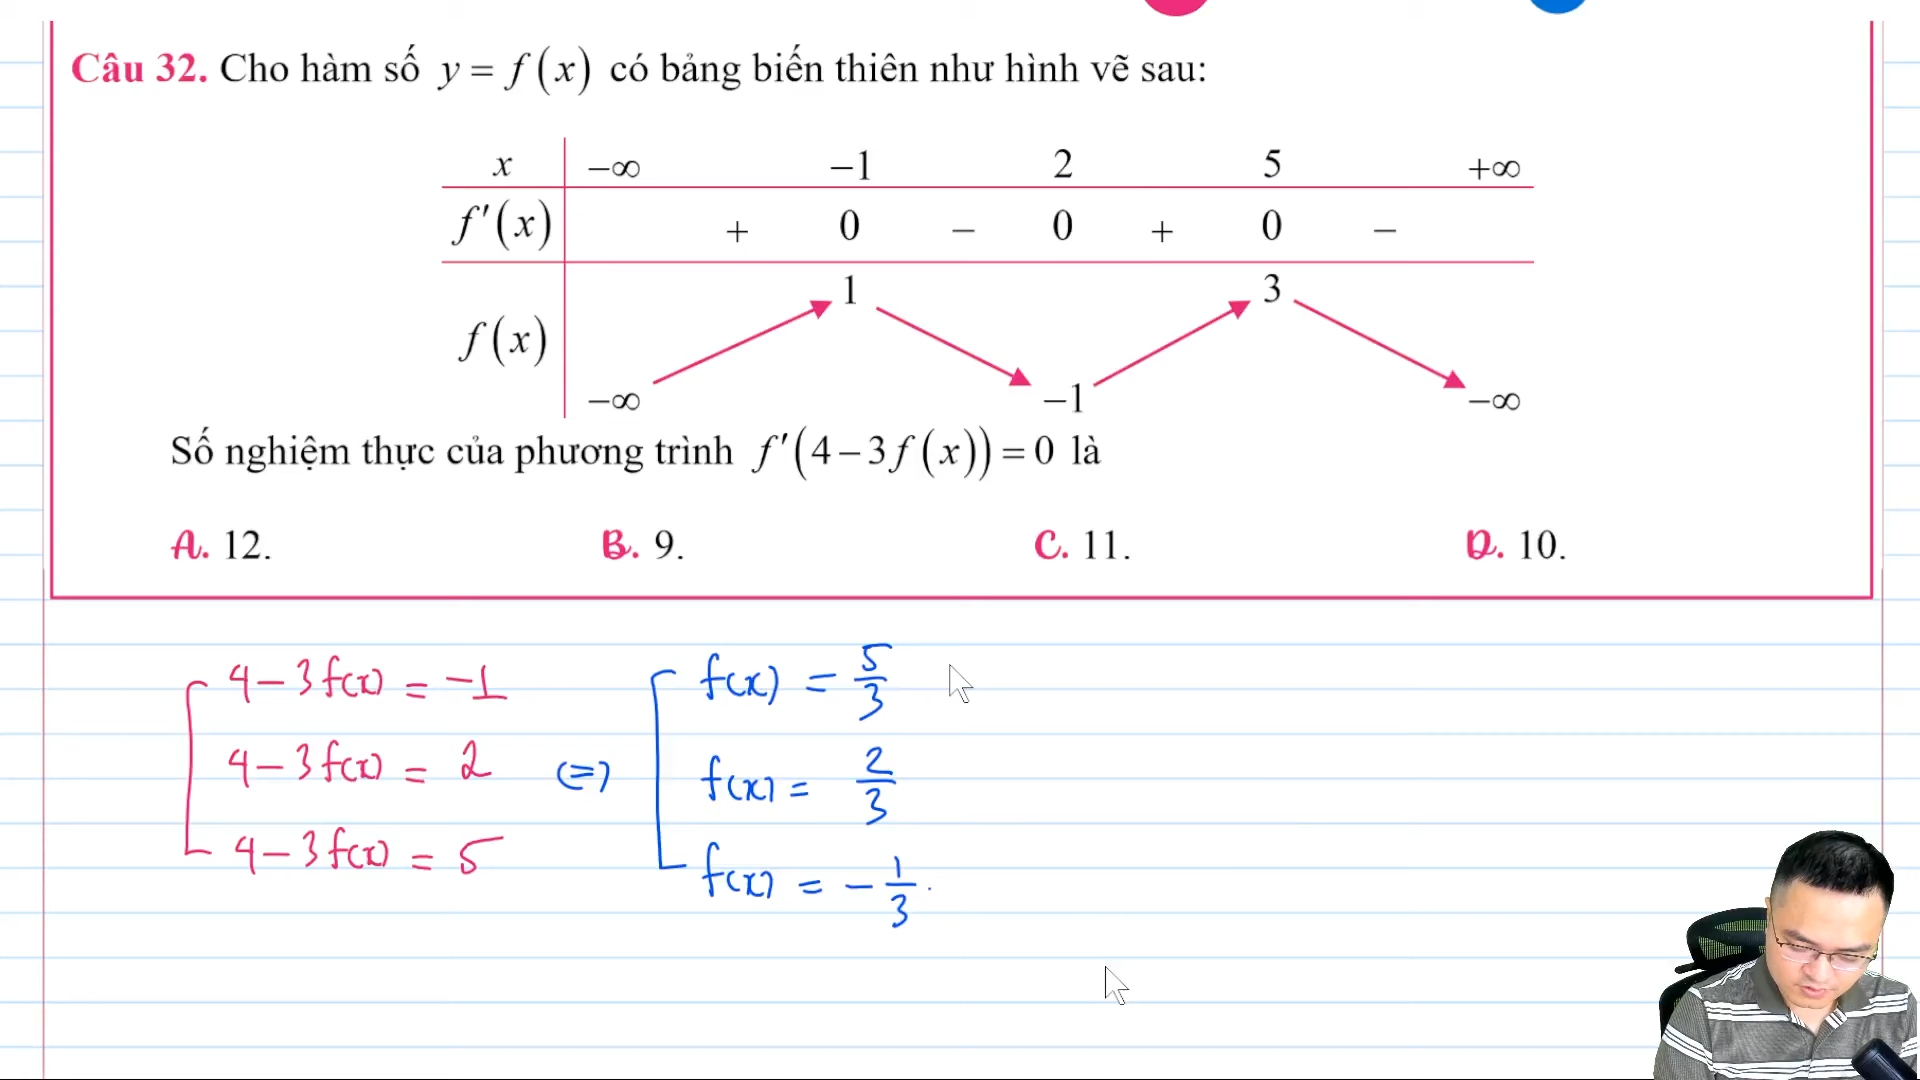 Câu 32. Cho hàm số y = f(x) có bảng biến thiên như hình vẽ sau:
x −∞ −1 2 5 +∞
f′(x) + 0 − 0 + 0 −
1 3
f(x)
−∞ −1 −∞
Số nghiệm thực của phương trình f′(4−3f(x)) = 0 là
A. 12. B. 9. C. 11. D. 10.
4−3f(x) = −1 f(x) = 5/3
4−3f(x) = 2 (=) f(x) = 2/3
4−3f(x) = 5 f(x) = −1/3.